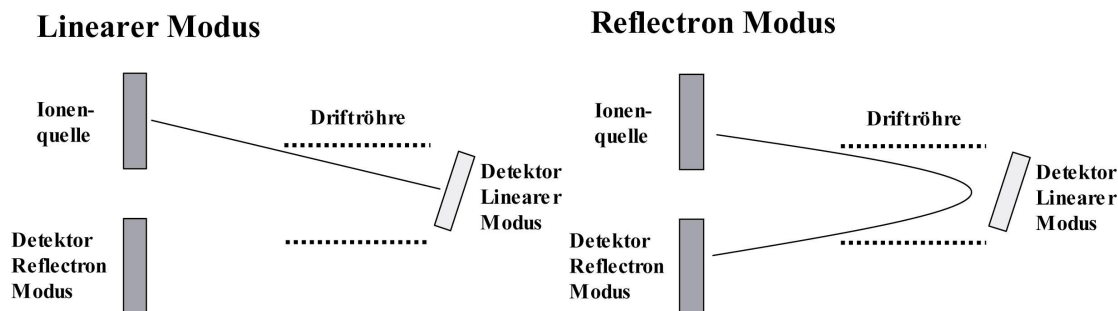 Linearer Modus
Ionen-
quelle
Driftröhre
Detektor
Linearer
Modus
Detektor
Reflectron
Modus
Reflectron Modus
Ionen-
quelle
Driftröhre
Detektor
Linearer
Modus
Detektor
Reflectron
Modus